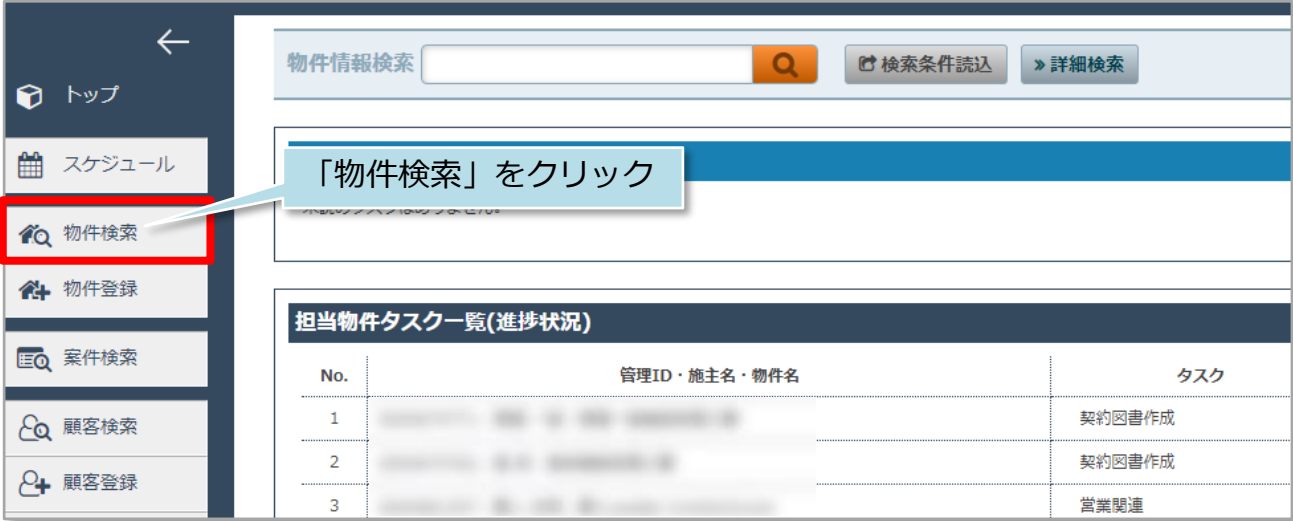 ←
トップ
スケジュール
物件検索
物件登録
案件検索
顧客検索
顧客登録
物件情報検索
検索条件読込
» 詳細検索
「物件検索」をクリック
担当物件タスク一覧(進捗状況)
No. 管理ID・施主名・物件名 タスク
1 契約図書作成
2 契約図書作成
3 営業関連